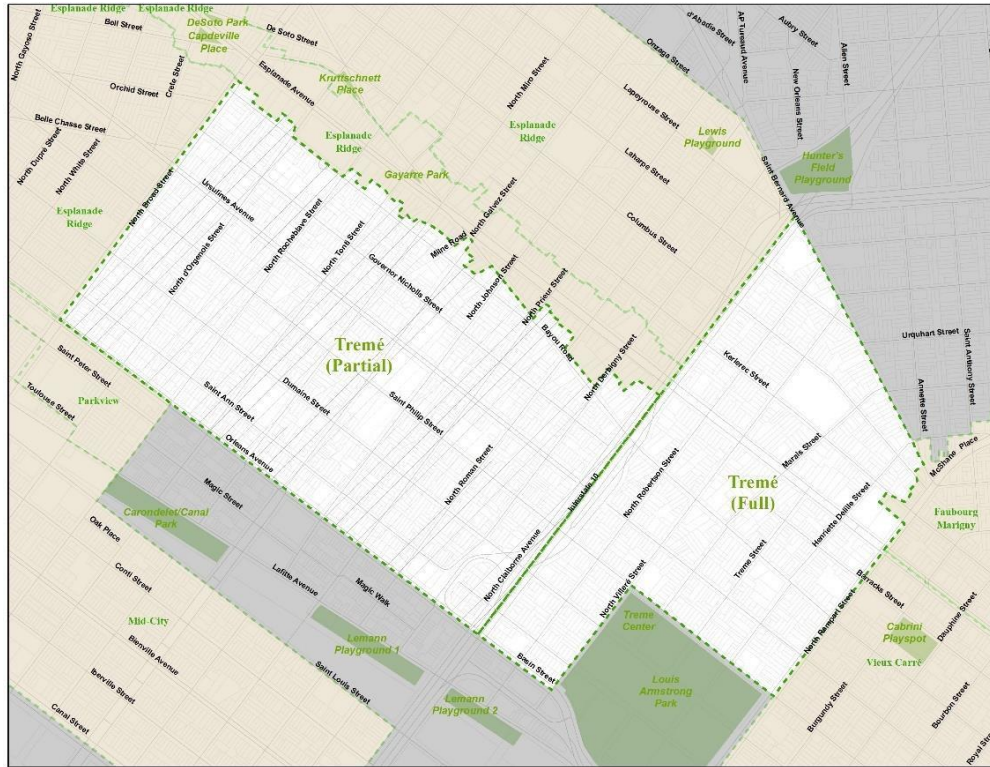 Esplanade Ridge
Esplanade Ridge
DeSoto Park
Capdeville
Place
Boll Street
De Soto Street
North Gayoso Street
Crete Street
Orchid Street
Esplanade Avenue
Kruttschnett
Place
Belle Chasse Street
North Dupre Street
North White Street
Esplanade
Ridge
Esplanade
Ridge
Esplanade
Ridge
North Miro Street
Onzaga Street
d'Abadie Street
AP Tureaud Avenue
Aubry Street
Allen Street
New Orleans Street
Lapeyrouse Street
Lewis
Playground
Hunter's
Field
Playground
Saint Bernard Avenue
Laharpe Street
Columbus Street
Gayarre Park
North Galvez Street
Milne Road
North Broad Street
Ursulines Avenue
North d'Orgenois Street
North Rocheblave Street
North Tonti Street
Governor Nicholls Street
North Johnson Street
North Prieur Street
Bayou Road
North Derbigny Street
Tremé
(Partial)
Saint Peter Street
Toulouse Street
Parkview
Saint Ann Street
Dumaine Street
Saint Philip Street
Orleans Avenue
North Roman Street
Magic Street
Carondelet/Canal
Park
Oak Place
Conti Street
Mid-City
Bienville Avenue
Iberville Street
Canal Street
Lafitte Avenue
Magic Walk
Lemann
Playground 1
Saint Louis Street
Lemann
Playground 2
North Claiborne Avenue
Interstate 10
North Robertson Street
Basin Street
North Villeré Street
Treme
Center
Louis
Armstrong
Park
Kerlerec Street
Marais Street
Tremé
(Full)
Treme Street
Henriette Delille Street
North Rampart Street
Urquhart Street
Saint Anthony Street
Annette Street
McShane Place
Faubourg
Marigny
Barracks Street
Dauphine Street
Cabrini
Playspot
Vieux Carré
Burgundy Street
Bourbon Street
Royal Street